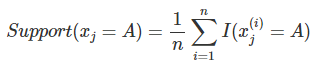 $Support(x_j = A) = \frac{1}{n} \sum_{i=1}^{n} I(x_j^{(i)} = A)$